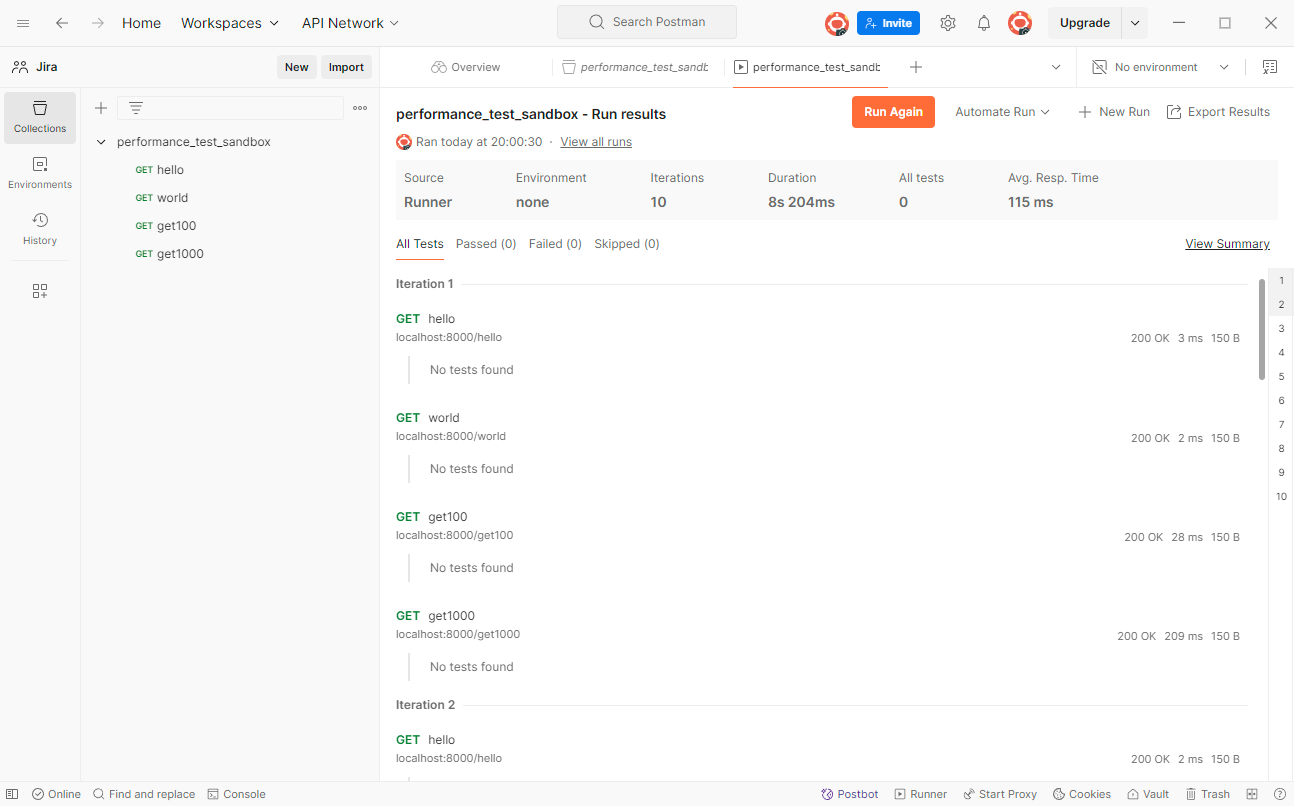 Home Workspaces API Network Search Postman Invite Upgrade
Jira New Import Overview performance_test_sandb performance_test_sandb No environment
Collections
Environments
History
performance_test_sandbox
GET hello
GET world
GET get100
GET get1000
performance_test_sandbox - Run results Run Again Automate Run New Run Export Results
Ran today at 20:00:30 · View all runs
Source Environment Iterations Duration All tests Avg. Resp. Time
Runner none 10 8s 204ms 0 115 ms
All Tests Passed (0) Failed (0) Skipped (0) View Summary
Iteration 1
GET hello
localhost:8000/hello 200 OK 3 ms 150 B
No tests found
GET world
localhost:8000/world 200 OK 2 ms 150 B
No tests found
GET get100
localhost:8000/get100 200 OK 28 ms 150 B
No tests found
GET get1000
localhost:8000/get1000 200 OK 209 ms 150 B
No tests found
Iteration 2
GET hello
localhost:8000/hello 200 OK 2 ms 150 B
1
2
3
4
5
6
7
8
9
10
Online Find and replace Console Postbot Runner Start Proxy Cookies Vault Trash